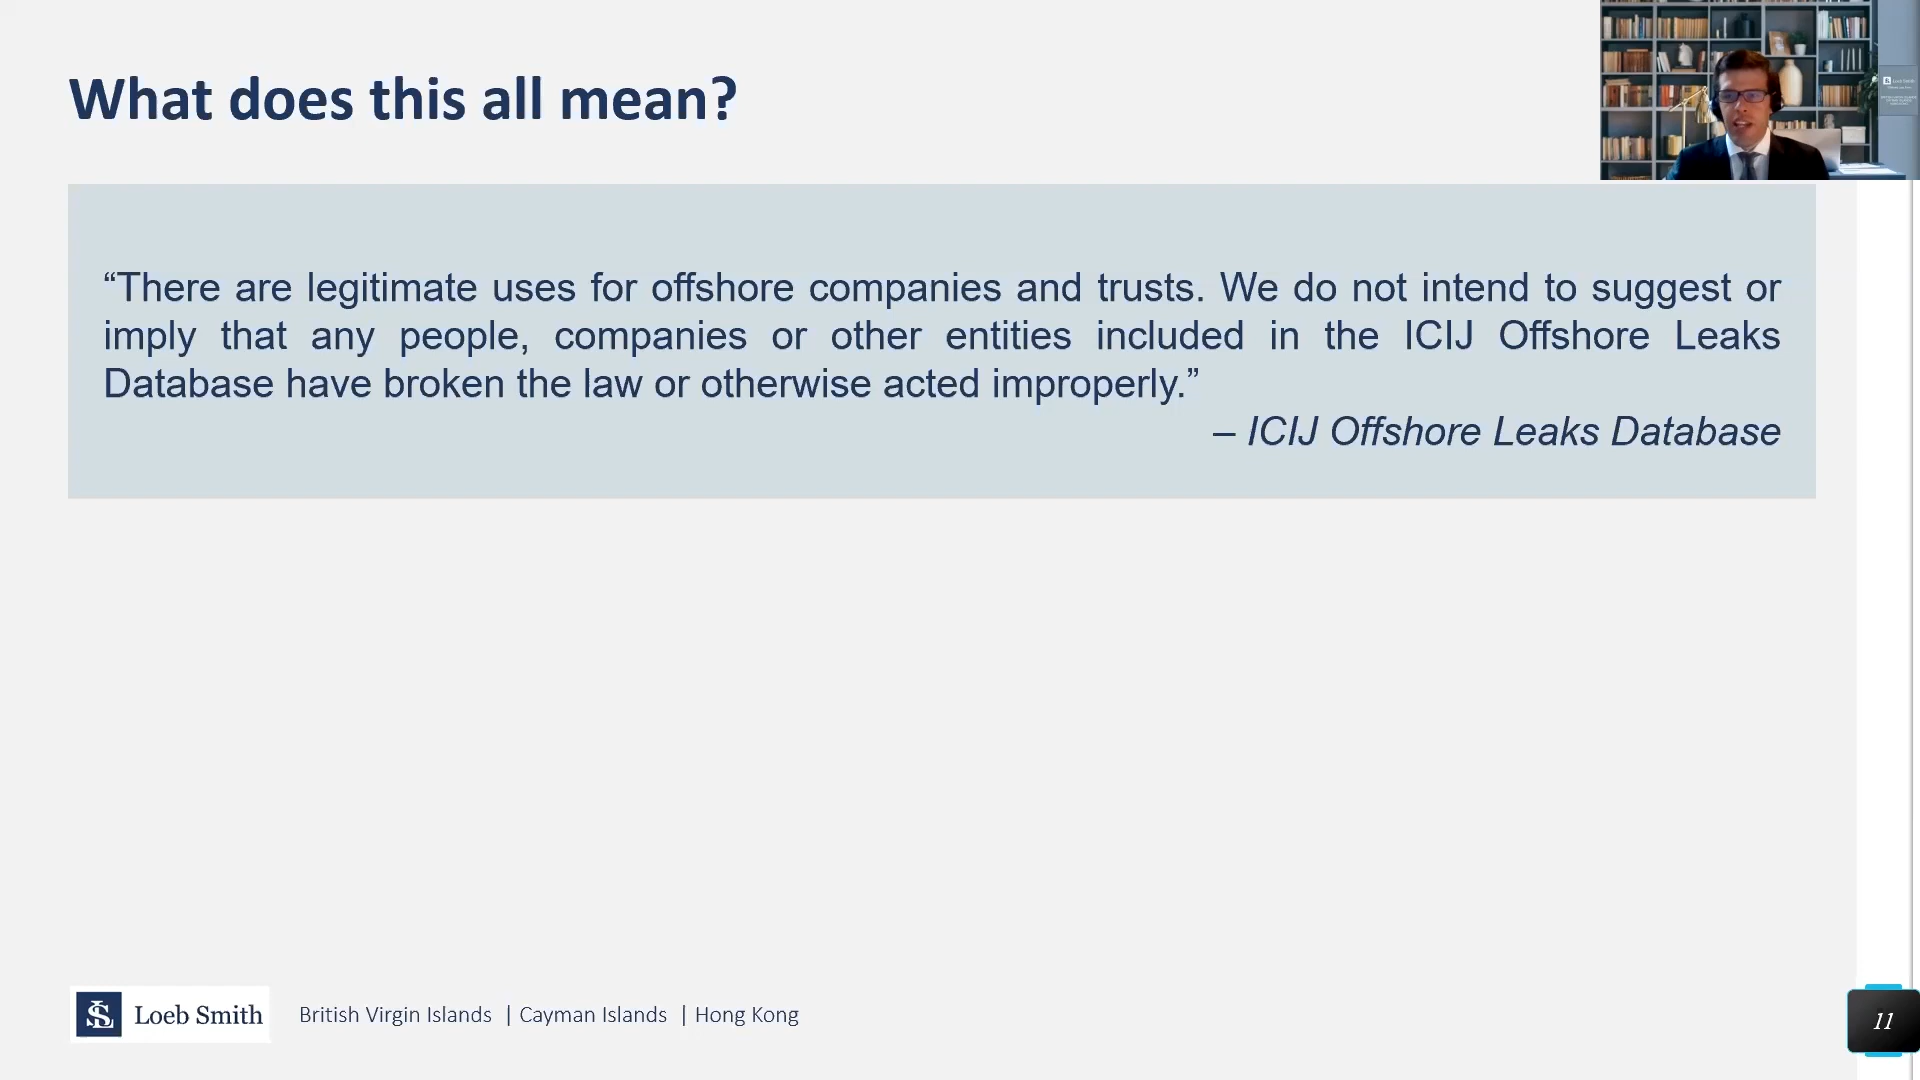 What does this all mean?
“There are legitimate uses for offshore companies and trusts. We do not intend to suggest or
imply that any people, companies or other entities included in the ICIJ Offshore Leaks
Database have broken the law or otherwise acted improperly.”
– ICIJ Offshore Leaks Database
Loeb Smith
British Virgin Islands | Cayman Islands | Hong Kong
11